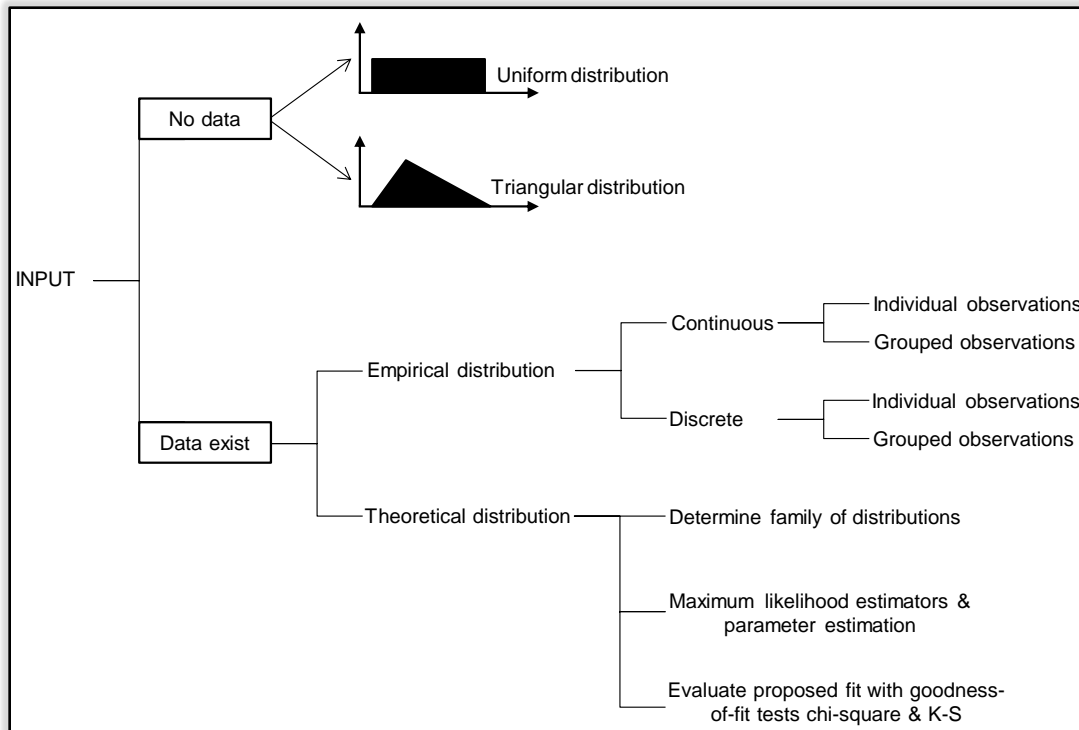 Uniform distribution
No data
Triangular distribution
INPUT
Individual observations
Continuous
Grouped observations
Empirical distribution
Individual observations
Discrete
Grouped observations
Data exist
Theoretical distribution
Determine family of distributions
Maximum likelihood estimators &
parameter estimation
Evaluate proposed fit with goodness-
of-fit tests chi-square & K-S